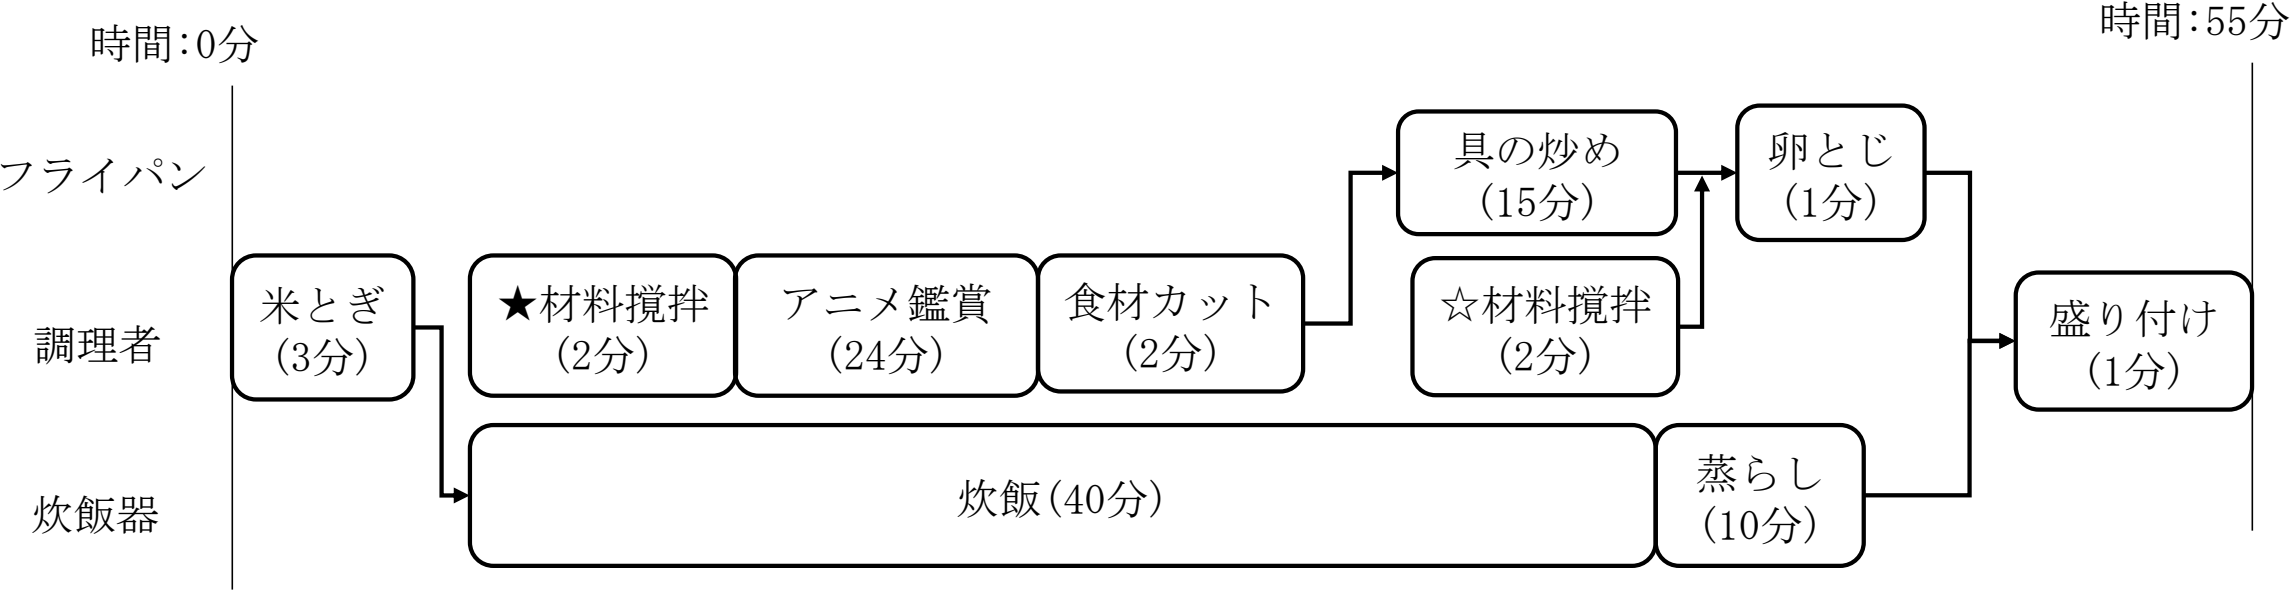 時間:0分
時間:55分
フライパン
具の炒め
(15分)
卵とじ
(1分)
調理者
米とぎ
(3分)
★材料撹拌
(2分)
アニメ鑑賞
(24分)
食材カット
(2分)
☆材料撹拌
(2分)
盛り付け
(1分)
炊飯器
炊飯(40分)
蒸らし
(10分)